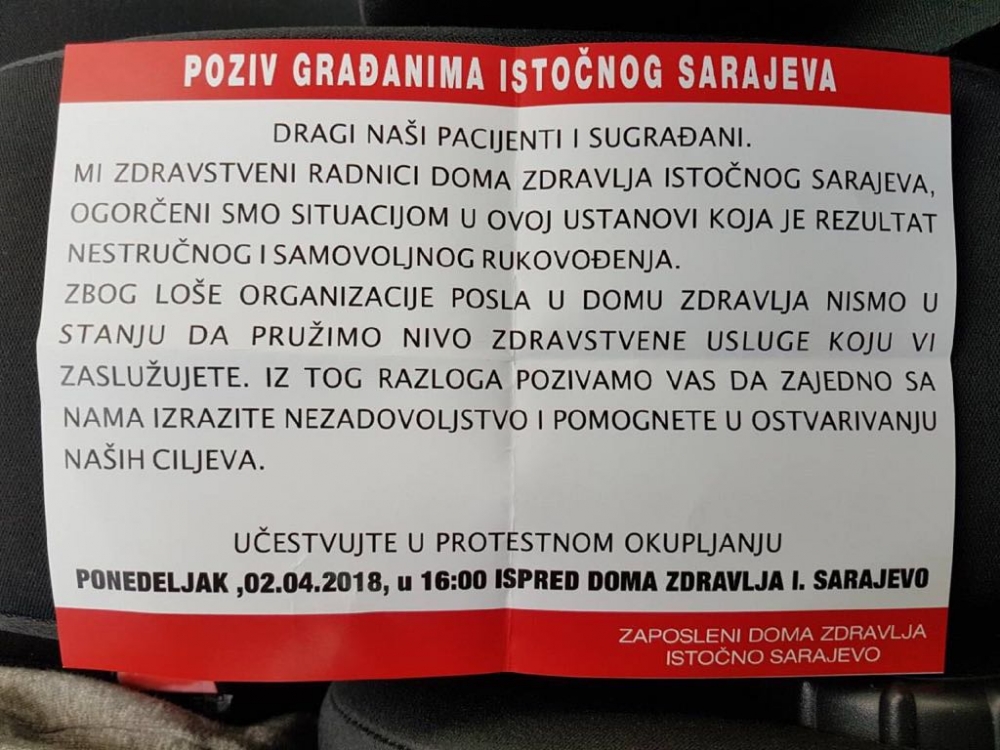 POZIV GRAĐANIMA ISTOČNOG SARAJEVA
DRAGI NAŠI PACIJENTI I SUGRAĐANI.
MI ZDRAVSTVENI RADNICI DOMA ZDRAVLJA ISTOČNOG SARAJEVA,
OGORČENI SMO SITUACIJOM U OVOJ USTANOVI KOJA JE REZULTAT
NESTRUČNOG I SAMOVOLJNOG RUKOVOĐENJA.
ZBOG LOŠE ORGANIZACIJE POSLA U DOMU ZDRAVLJA NISMO U
STANJU DA PRUŽIMO NIVO ZDRAVSTVENE USLUGE KOJU VI
ZASLUŽUJETE. IZ TOG RAZLOGA POZIVAMO VAS DA ZAJEDNO SA
NAMA IZRAZITE NEZADOVOLJSTVO I POMOGNETE U OSTVARIVANJU
NAŠIH CILJEVA.
UČESTVUJTE U PROTESTNOM OKUPLJANJU
PONEDELJAK ,02.04.2018, u 16:00 ISPRED DOMA ZDRAVLJA I. SARAJEVO
ZAPOSLENI DOMA ZDRAVLJA
ISTOČNO SARAJEVO